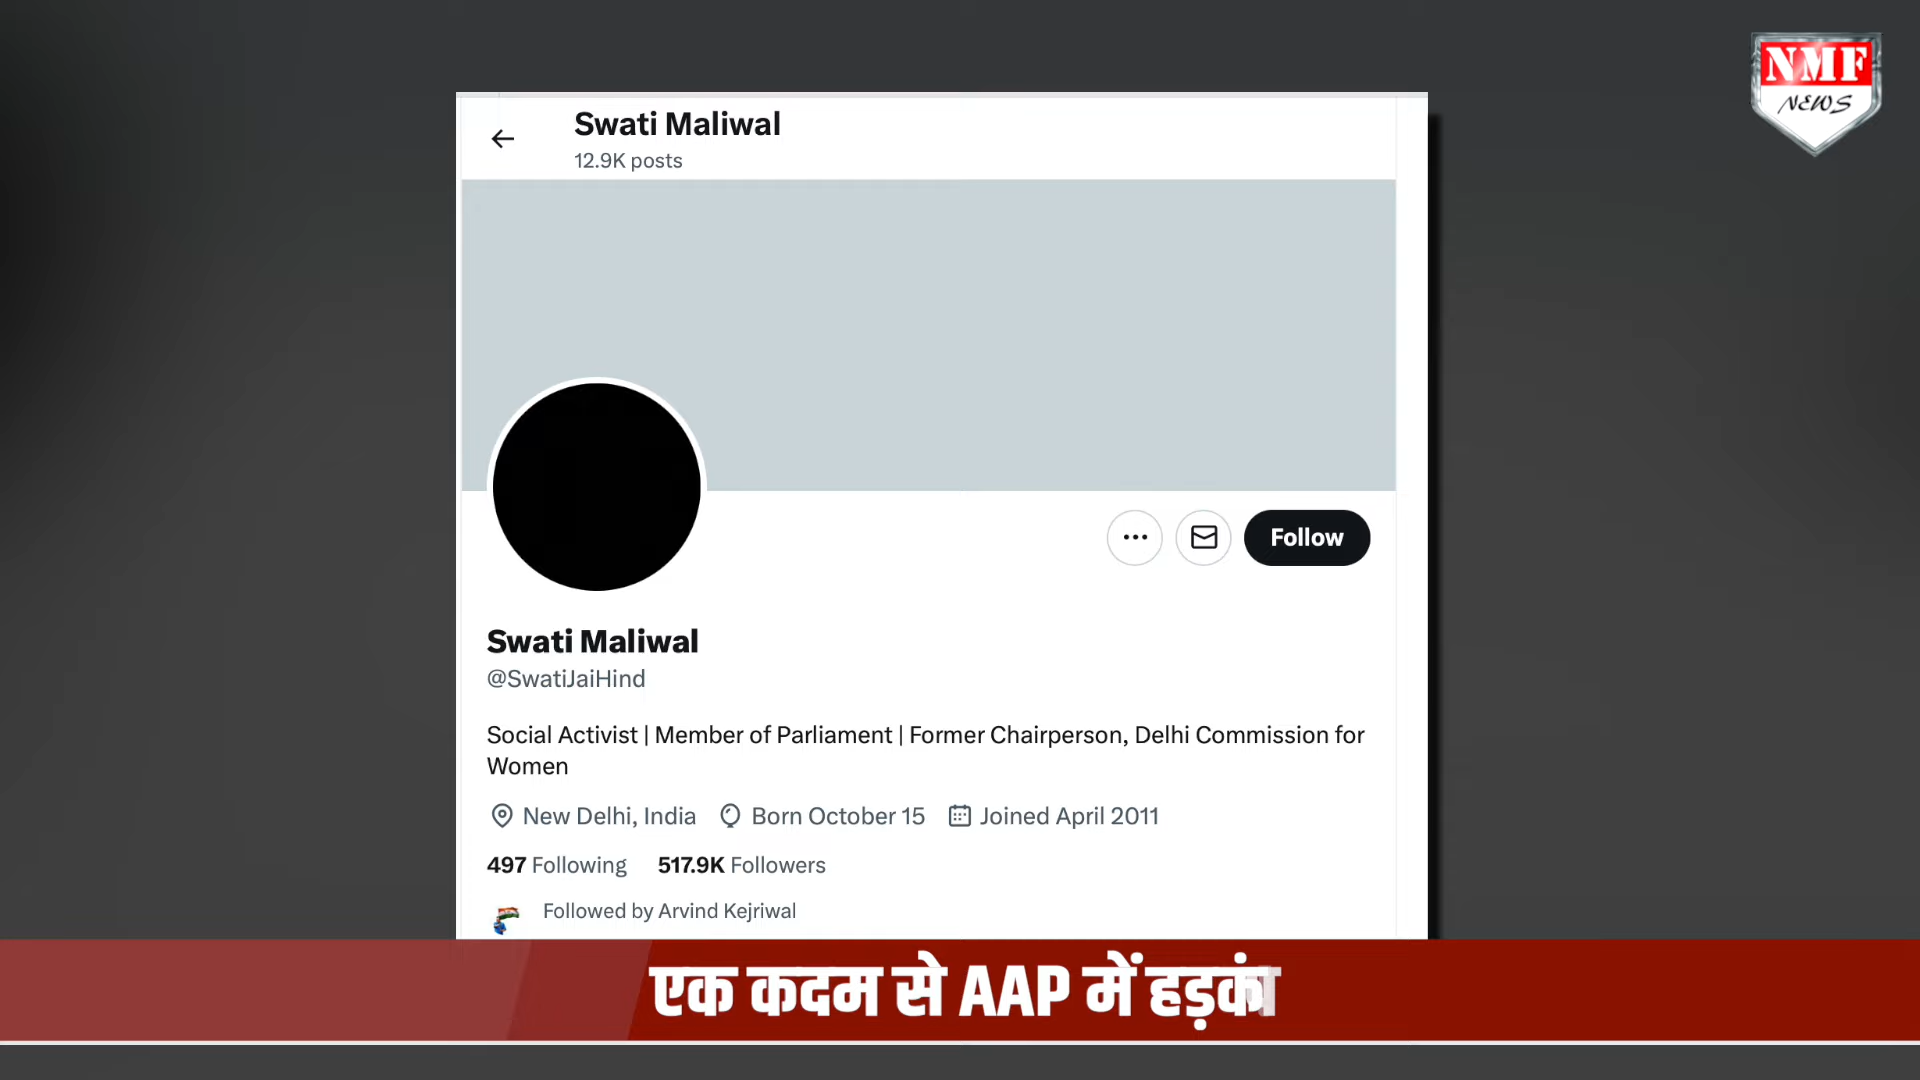 NMF
NEWS
Swati Maliwal
12.9K posts
Follow
Swati Maliwal
@SwatiJaiHind
Social Activist | Member of Parliament | Former Chairperson, Delhi Commission for
Women
New Delhi, India Born October 15 Joined April 2011
497 Following 517.9K Followers
Followed by Arvind Kejriwal
एक कदम से AAP में